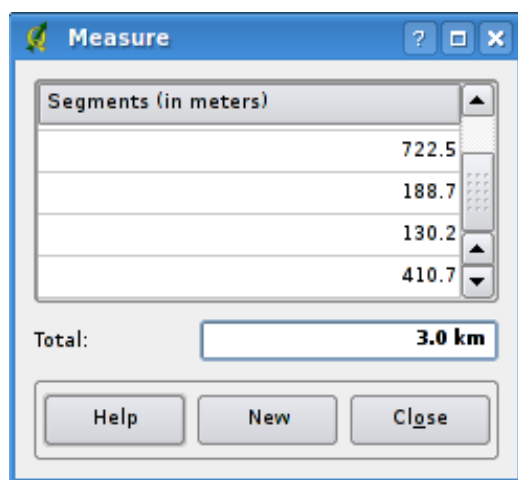 Measure
Segments (in meters)
722.5
188.7
130.2
410.7
Total: 3.0 km
Help New Close